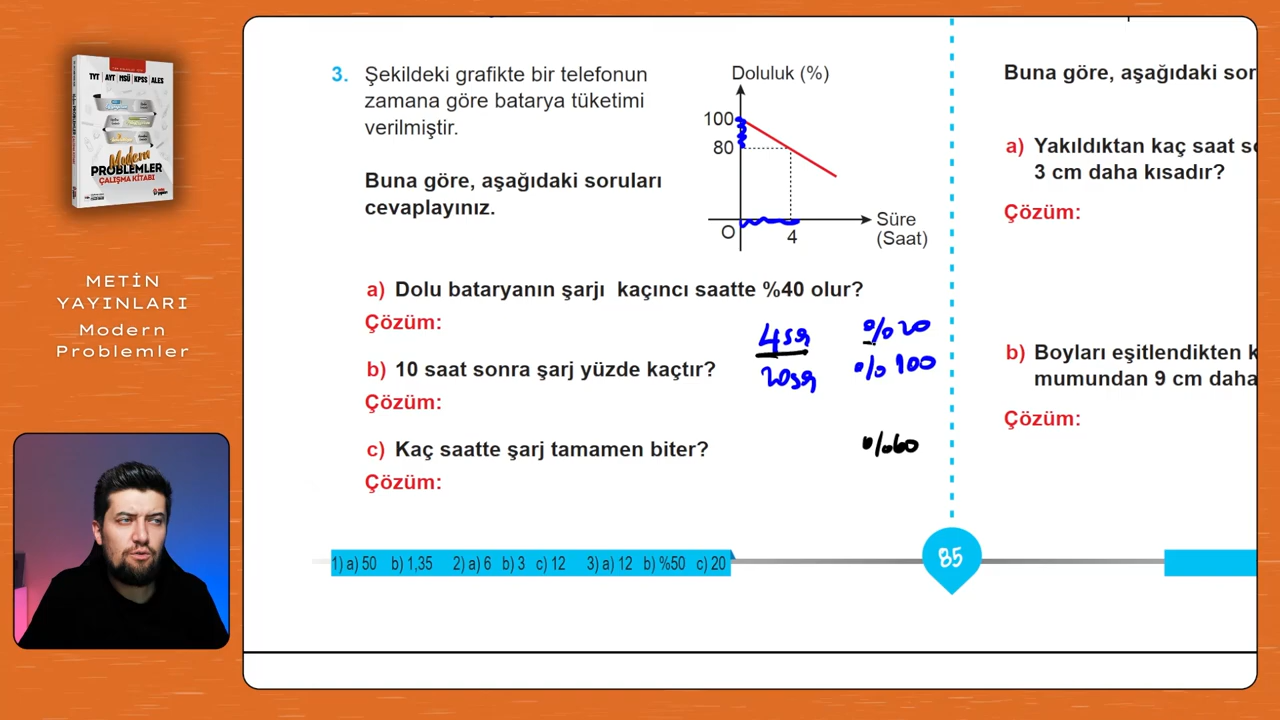 TYT | AYT | MSÜ | KPSS | ALES
Modern
PROBLEMLER
ÇALIŞMA KİTABI
METİN
YAYINLARI
Modern
Problemler
3. Şekildeki grafikte bir telefonun
zamana göre batarya tüketimi
verilmiştir.
Buna göre, aşağıdaki soruları
cevaplayınız.
Doluluk (%)
100
80
O
4
Süre
(Saat)
a) Dolu bataryanın şarjı kaçıncı saatte %40 olur?
Çözüm:
4sa %20
b) 10 saat sonra şarj yüzde kaçtır?
20sa %100
Çözüm:
c) Kaç saatte şarj tamamen biter?
%60
Çözüm:
1) a) 50 b) 1,35 2) a) 6 b) 3 c) 12 3) a) 12 b) %50 c) 20
85
Buna göre, aşağıdaki sor
a) Yakıldıktan kaç saat so
3 cm daha kısadır?
Çözüm:
b) Boyları eşitlendikten k
mumundan 9 cm daha
Çözüm: